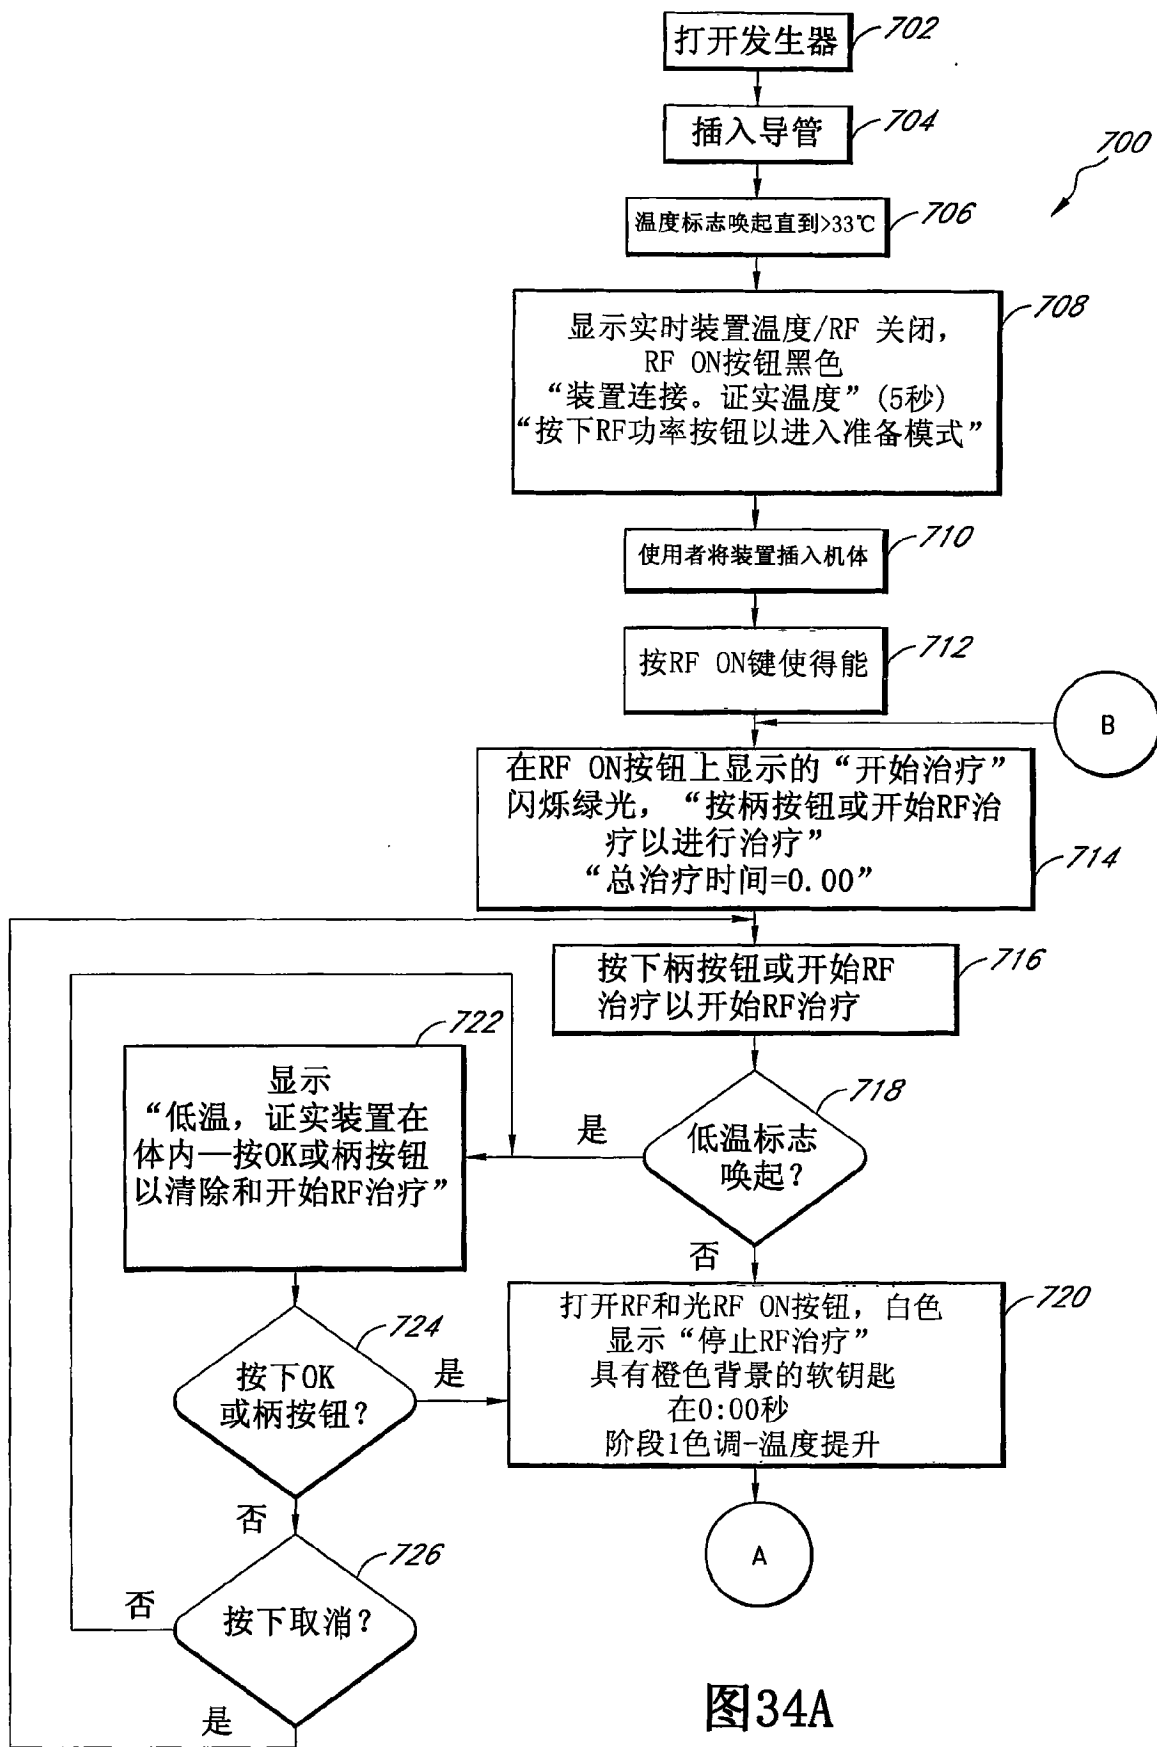 打开发生器
702
插入导管
704
700
温度标志唤起直到>33℃
706
显示实时装置温度/RF 关闭，
RF ON按钮黑色
“装置连接。证实温度”(5秒)
“按下RF功率按钮以进入准备模式”
708
使用者将装置插入机体
710
按RF ON键使得能
712
B
在RF ON按钮上显示的“开始治疗”
闪烁绿光，“按柄按钮或开始RF治
疗以进行治疗”
“总治疗时间=0.00”
714
按下柄按钮或开始RF
治疗以开始RF治疗
716
722
显示
“低温，证实装置在
体内—按OK或柄按钮
以清除和开始RF治疗”
是
低温标志
唤起？
718
否
打开RF和光RF ON按钮，白色
显示“停止RF治疗”
具有橙色背景的软钥匙
在0:00秒
阶段1色调-温度提升
720
按下OK
或柄按钮？
724
是
否
A
按下取消？
726
否
是
图34A